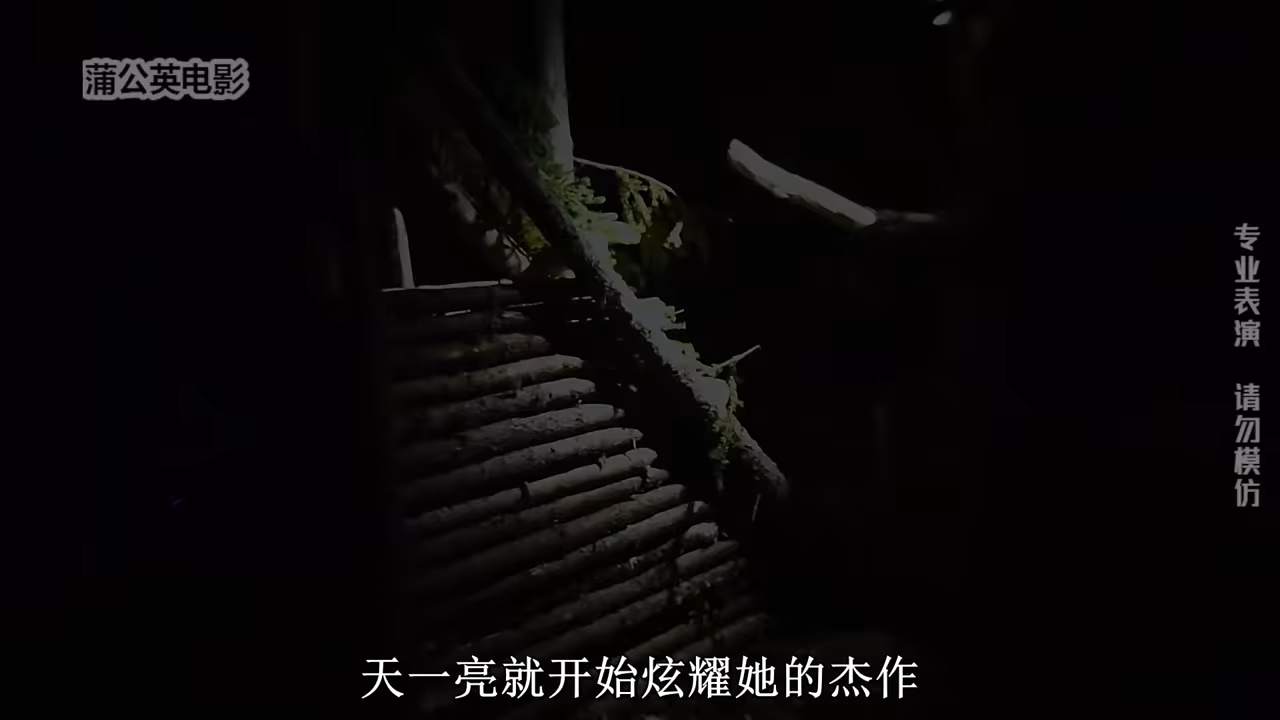 蒲公英电影
专业表演 请勿模仿
天一亮就开始炫耀她的杰作